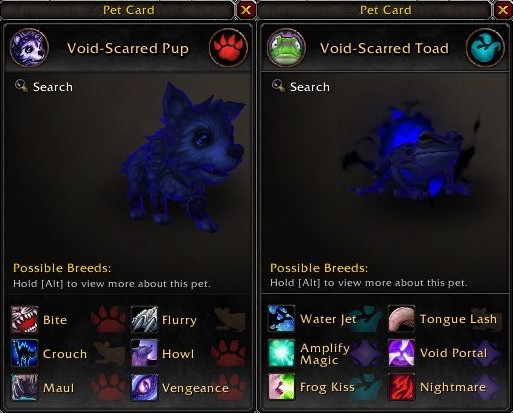 Pet Card
Void-Scarred Pup
Search
Possible Breeds:
Hold [Alt] to view more about this pet.
Bite
Flurry
Crouch
Howl
Maul
Vengeance
Pet Card
Void-Scarred Toad
Search
Possible Breeds:
Hold [Alt] to view more about this pet.
Water Jet
Tongue Lash
Amplify
Magic
Void Portal
Frog Kiss
Nightmare